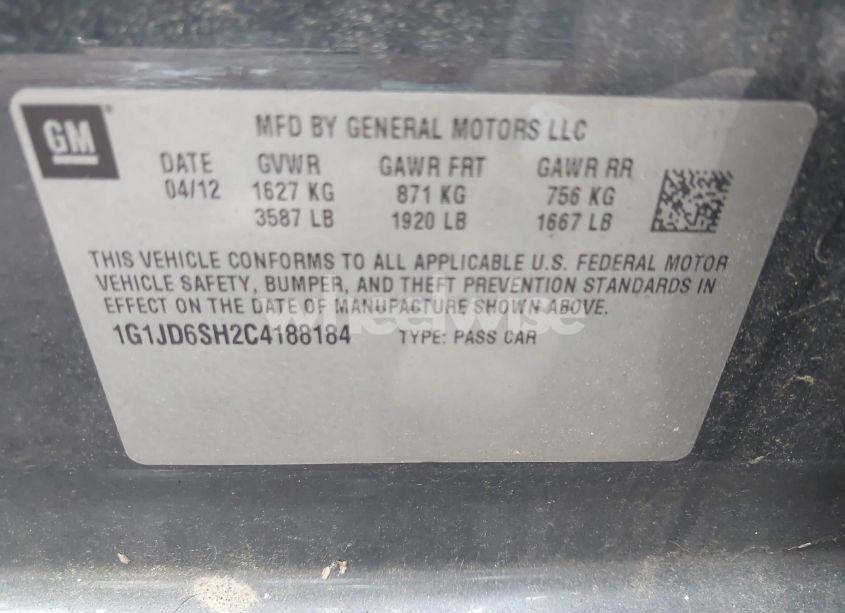 GM
MFD BY GENERAL MOTORS LLC
DATE GVWR GAWR FRT GAWR RR
04/12 1627 KG 871 KG 756 KG
3587 LB 1920 LB 1667 LB
THIS VEHICLE CONFORMS TO ALL APPLICABLE U.S. FEDERAL MOTOR
VEHICLE SAFETY, BUMPER, AND THEFT PREVENTION STANDARDS IN
EFFECT ON THE DATE OF MANUFACTURE SHOWN ABOVE.
wheelwise
1G1JD6SH2C4188184 TYPE: PASS CAR